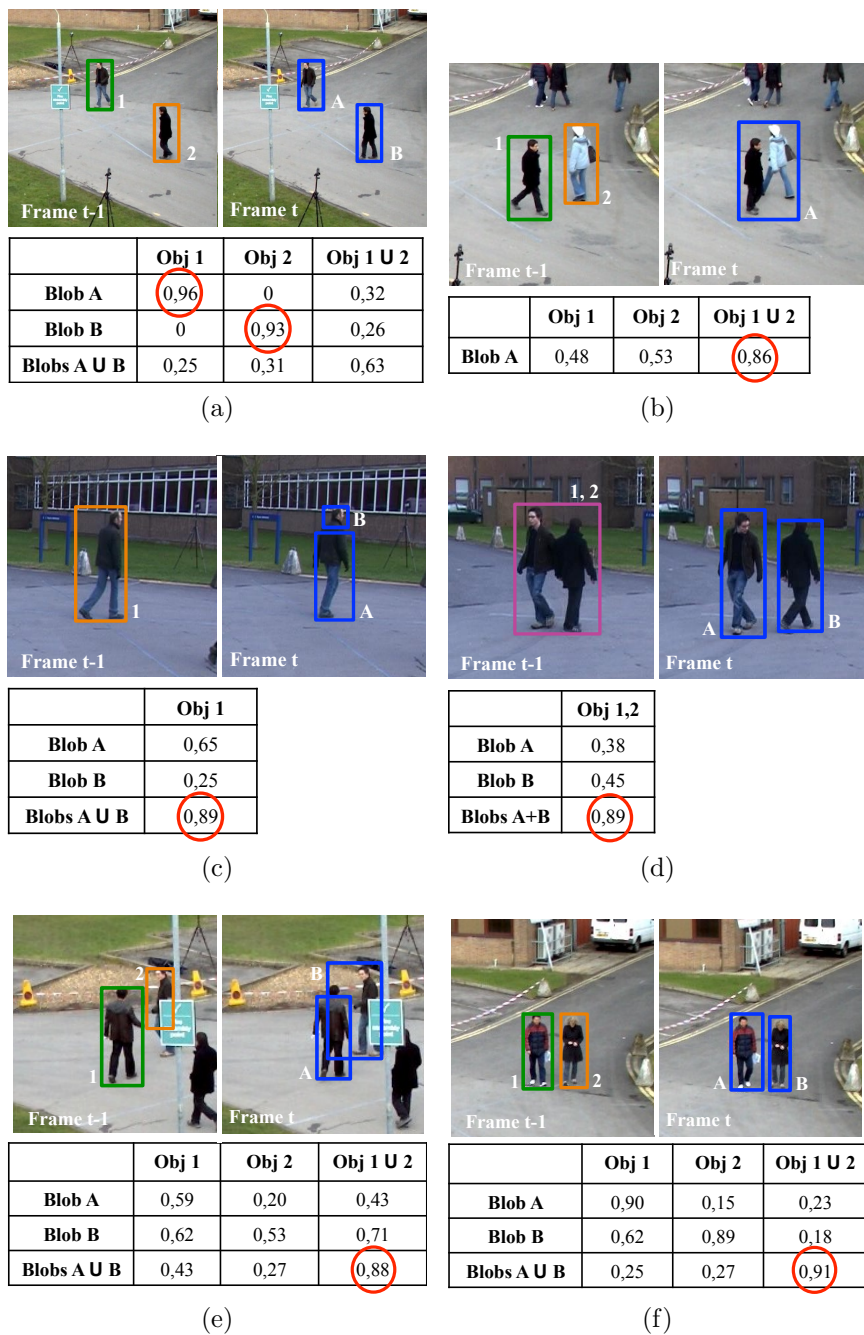 1
2
Frame t-1
A
B
Frame t
Obj 1 Obj 2 Obj 1 U 2
Blob A 0,96 0 0,32
Blob B 0 0,93 0,26
Blobs A U B 0,25 0,31 0,63
(a)
1
2
Frame t-1
A
Frame t
Obj 1 Obj 2 Obj 1 U 2
Blob A 0,48 0,53 0,86
(b)
1
Frame t-1
B
A
Frame t
Obj 1
Blob A 0,65
Blob B 0,25
Blobs A U B 0,89
(c)
1, 2
Frame t-1
A
B
Frame t
Obj 1,2
Blob A 0,38
Blob B 0,45
Blobs A+B 0,89
(d)
2
1
Frame t-1
B
assembly
point
A
Frame t
Obj 1 Obj 2 Obj 1 U 2
Blob A 0,59 0,20 0,43
Blob B 0,62 0,53 0,71
Blobs A U B 0,43 0,27 0,88
(e)
1
2
Frame t-1
A
B
Frame t
Obj 1 Obj 2 Obj 1 U 2
Blob A 0,90 0,15 0,23
Blob B 0,62 0,89 0,18
Blobs A U B 0,25 0,27 0,91
(f)